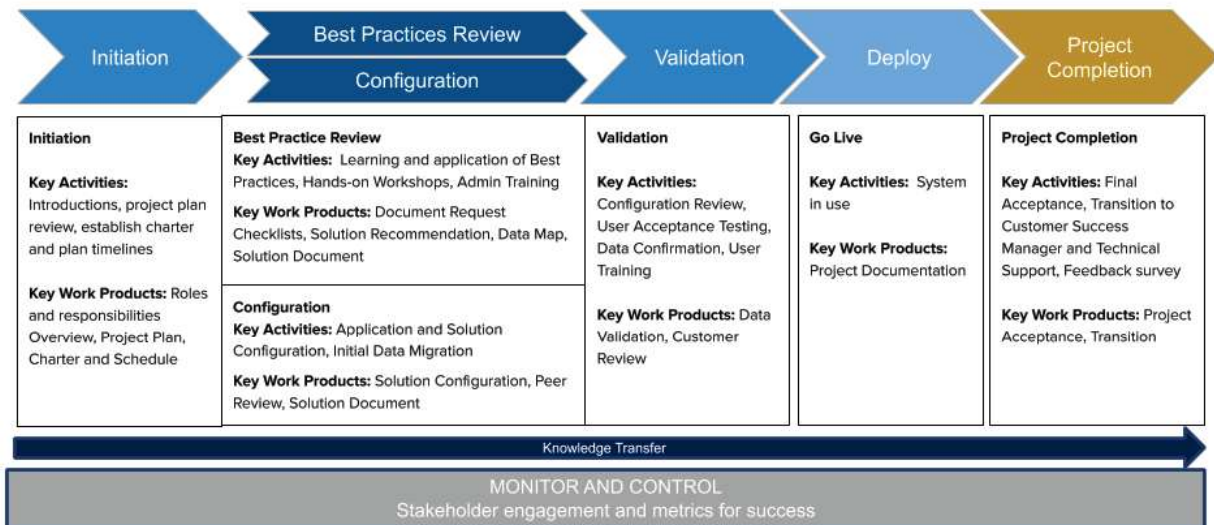 Initiation
Best Practices Review
Configuration
Validation
Deploy
Project
Completion
Initiation
Key Activities:
Introductions, project plan
review, establish charter
and plan timelines
Key Work Products: Roles
and responsibilities
Overview, Project Plan,
Charter and Schedule
Best Practice Review
Key Activities: Learning and application of Best
Practices, Hands-on Workshops, Admin Training
Key Work Products: Document Request
Checklists, Solution Recommendation, Data Map,
Solution Document
Configuration
Key Activities: Application and Solution
Configuration, Initial Data Migration
Key Work Products: Solution Configuration, Peer
Review, Solution Document
Validation
Key Activities:
Configuration Review,
User Acceptance Testing,
Data Confirmation, User
Training
Key Work Products: Data
Validation, Customer
Review
Go Live
Key Activities: System
in use
Key Work Products:
Project Documentation
Project Completion
Key Activities: Final
Acceptance, Transition to
Customer Success
Manager and Technical
Support, Feedback survey
Key Work Products: Project
Acceptance, Transition
Knowledge Transfer
MONITOR AND CONTROL
Stakeholder engagement and metrics for success